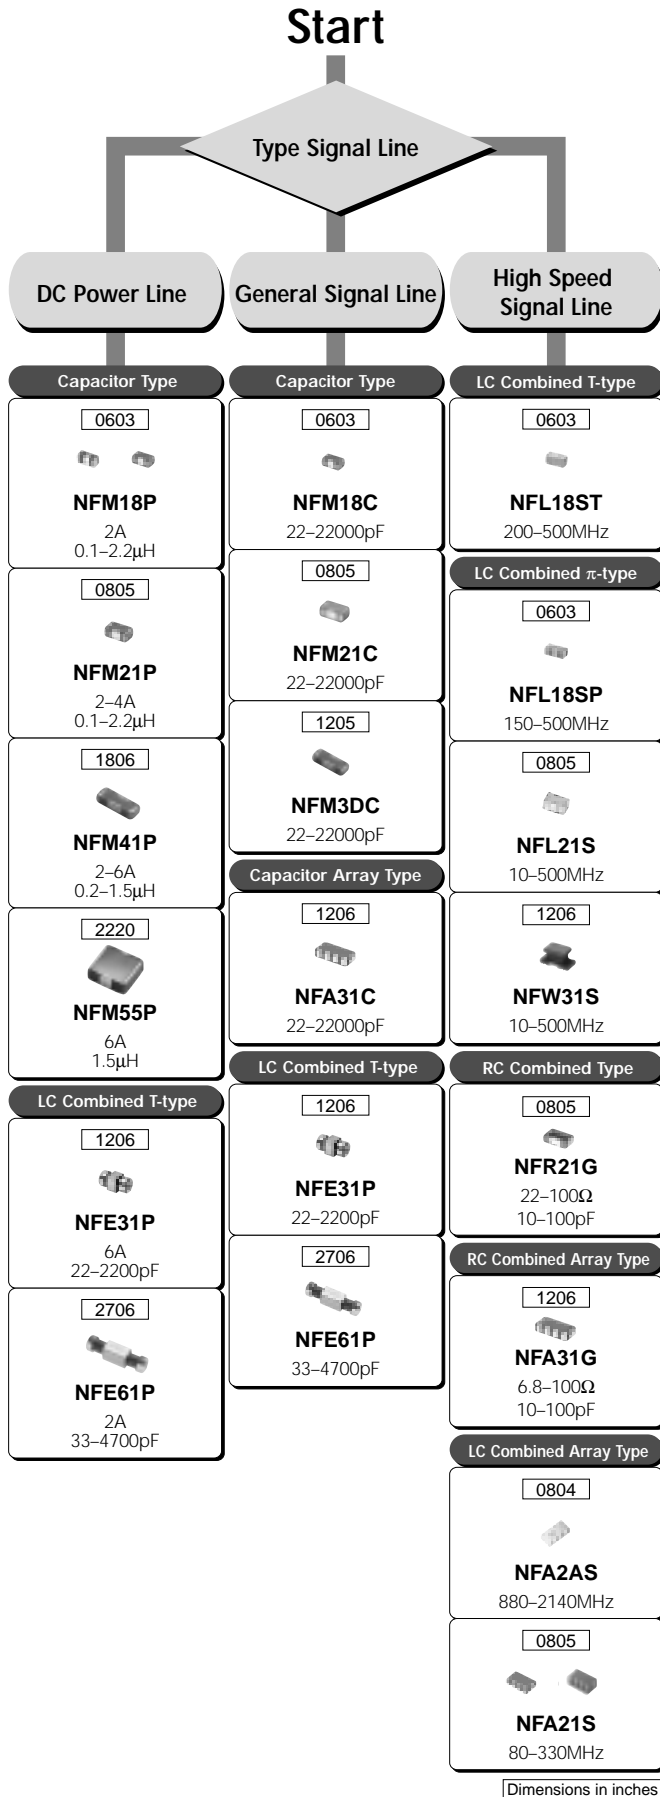 Start
Type Signal Line
DC Power Line
Capacitor Type
0603
NFM18P
2A
0.1–2.2μH
0805
NFM21P
2–4A
0.1–2.2μH
1806
NFM41P
2–6A
0.2–1.5μH
2220
NFM55P
6A
1.5μH
LC Combined T-type
1206
NFE31P
6A
22–2200pF
2706
NFE61P
2A
33–4700pF
General Signal Line
Capacitor Type
0603
NFM18C
22–22000pF
0805
NFM21C
22–22000pF
1205
NFM3DC
22–22000pF
Capacitor Array Type
1206
NFA31C
22–22000pF
LC Combined T-type
1206
NFE31P
22–2200pF
2706
NFE61P
33–4700pF
High Speed
Signal Line
LC Combined T-type
0603
NFL18ST
200–500MHz
LC Combined π-type
0603
NFL18SP
150–500MHz
0805
NFL21S
10–500MHz
1206
NFW31S
10–500MHz
RC Combined Type
0805
NFR21G
22–100Ω
10–100pF
RC Combined Array Type
1206
NFA31G
6.8–100Ω
10–100pF
LC Combined Array Type
0804
NFA2AS
880–2140MHz
0805
NFA21S
80–330MHz
Dimensions in inches